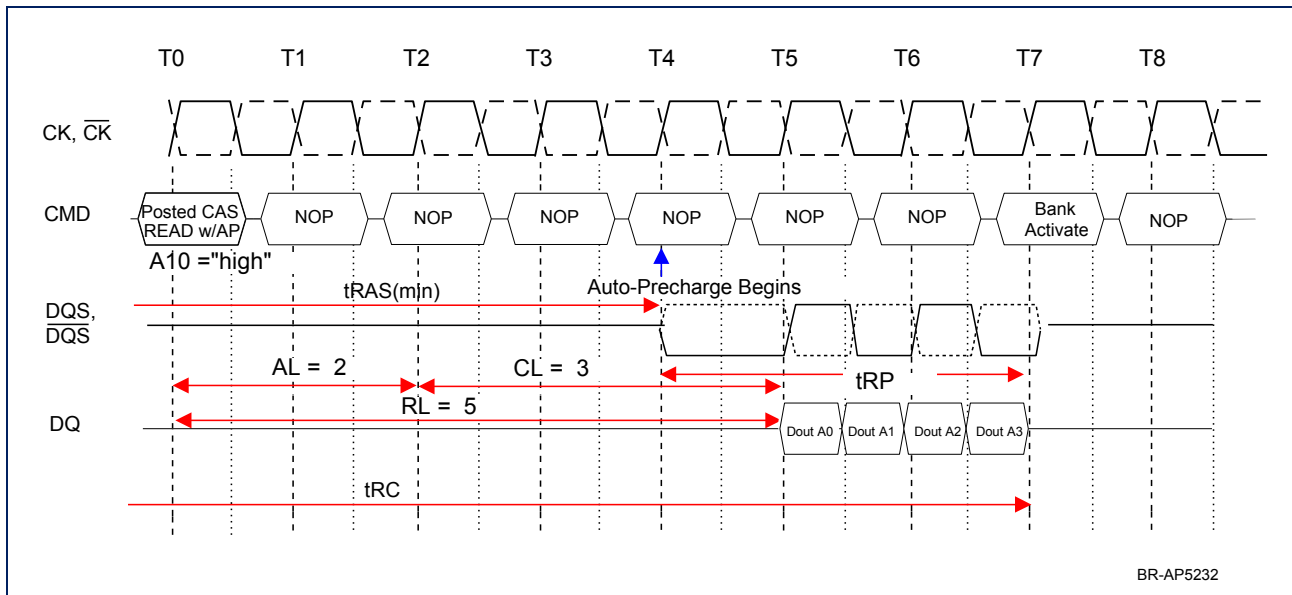 T0 T1 T2 T3 T4 T5 T6 T7 T8
CK, CK
CMD
Posted CAS
READ w/AP
NOP NOP NOP NOP NOP NOP
Bank
Activate
NOP
A10 ="high"
Auto-Precharge Begins
tRAS(min)
DQS,
DQS
AL = 2
CL = 3
tRP
RL = 5
DQ
Dout A0 Dout A1 Dout A2 Dout A3
tRC
BR-AP5232